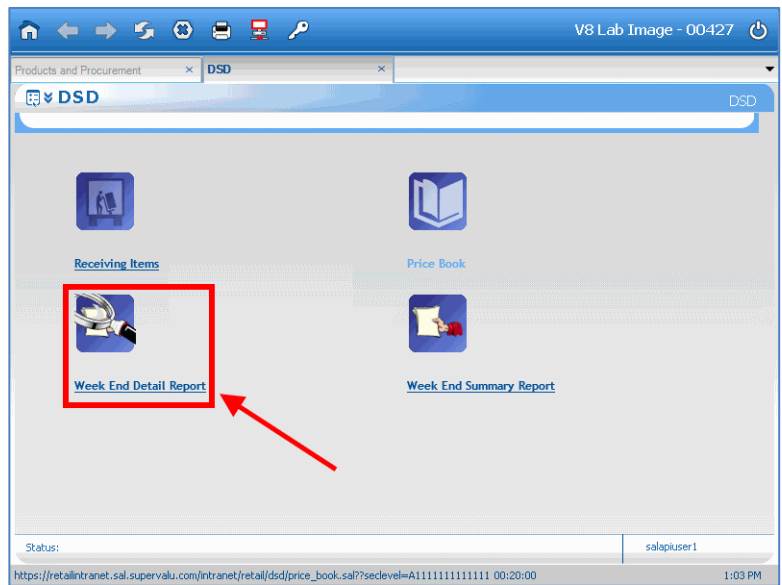 V8 Lab Image - 00427
Products and Procurement
DSD
DSD
DSD
Receiving Items
Price Book
Week End Detail Report
Week End Summary Report
Status:
salapiuser1
https://retailintranet.sal.supervalu.com/intranet/retail/dsd/price_book.sal??seclevel=A1111111111111 00:20:00
1:03 PM